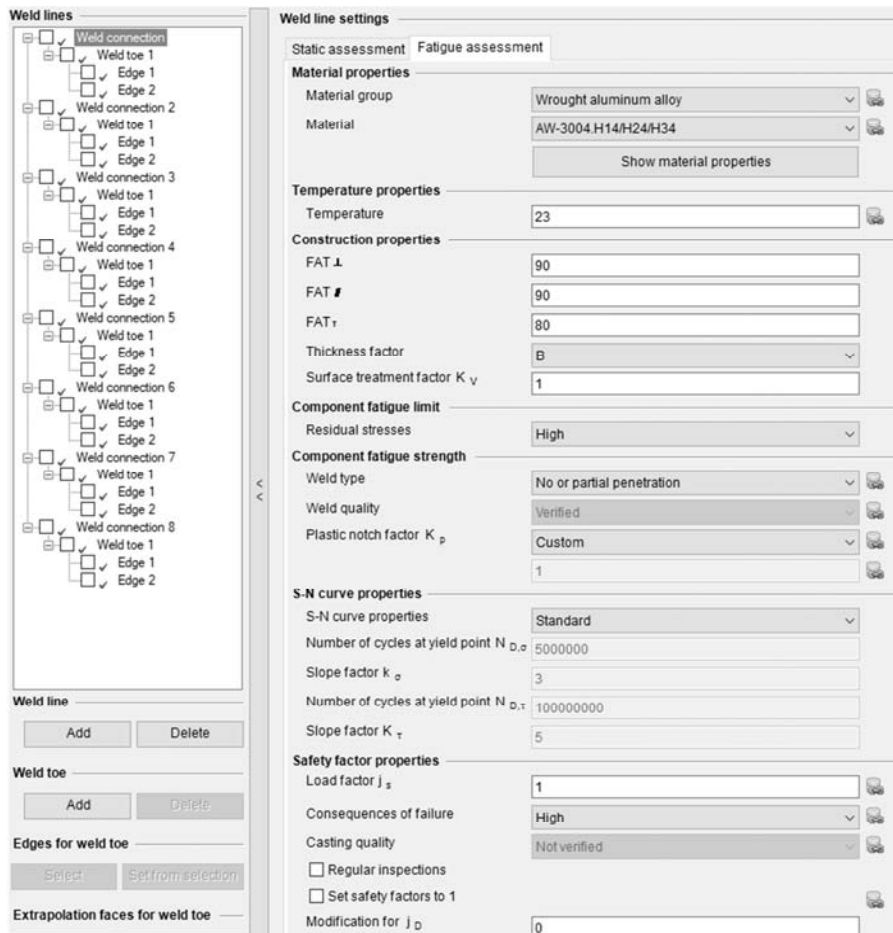 Weld lines
Weld connection
Weld toe 1
Edge 1
Edge 2
Weld connection 2
Weld toe 1
Edge 1
Edge 2
Weld connection 3
Weld toe 1
Edge 1
Edge 2
Weld connection 4
Weld toe 1
Edge 1
Edge 2
Weld connection 5
Weld toe 1
Edge 1
Edge 2
Weld connection 6
Weld toe 1
Edge 1
Edge 2
Weld connection 7
Weld toe 1
Edge 1
Edge 2
Weld connection 8
Weld toe 1
Edge 1
Edge 2
Weld line
Add Delete
Weld toe
Add Delete
Edges for weld toe
Select Set from selection
Extrapolation faces for weld toe
<
<
Weld line settings
Static assessment Fatigue assessment
Material properties
Material group Wrought aluminum alloy
Material AW-3004.H14/H24/H34
Show material properties
Temperature properties
Temperature 23
Construction properties
FAT ⊥ 90
FAT // 90
FAT τ 80
Thickness factor B
Surface treatment factor K V 1
Component fatigue limit
Residual stresses High
Component fatigue strength
Weld type No or partial penetration
Weld quality Verified
Plastic notch factor K p Custom
1
S-N curve properties
S-N curve properties Standard
Number of cycles at yield point N D,σ 5000000
Slope factor k σ 3
Number of cycles at yield point N D,τ 100000000
Slope factor K τ 5
Safety factor properties
Load factor j s 1
Consequences of failure High
Casting quality Not verified
Regular inspections
Set safety factors to 1
Modification for j D 0